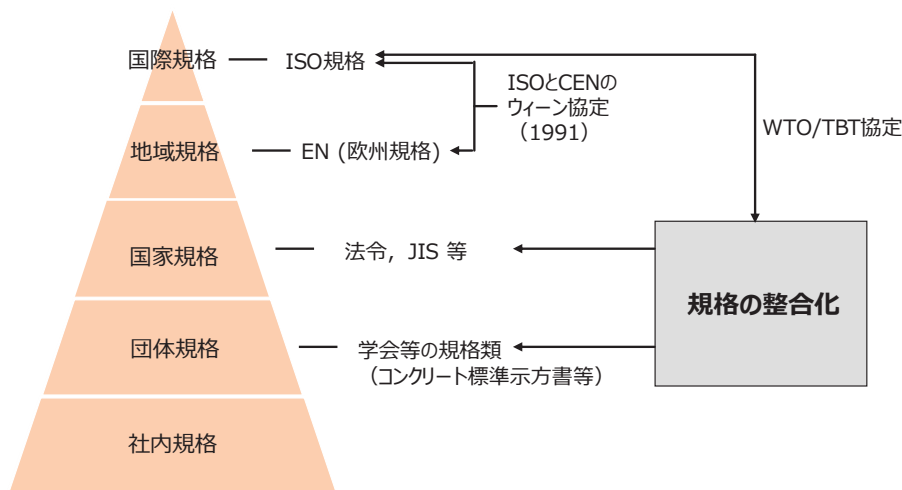 国際規格
ISO規格
ISOとCENの
ウィーン協定
（1991）
WTO/TBT協定
地域規格
EN (欧州規格)
国家規格
法令，JIS 等
規格の整合化
団体規格
学会等の規格類
（コンクリート標準示方書等）
社内規格